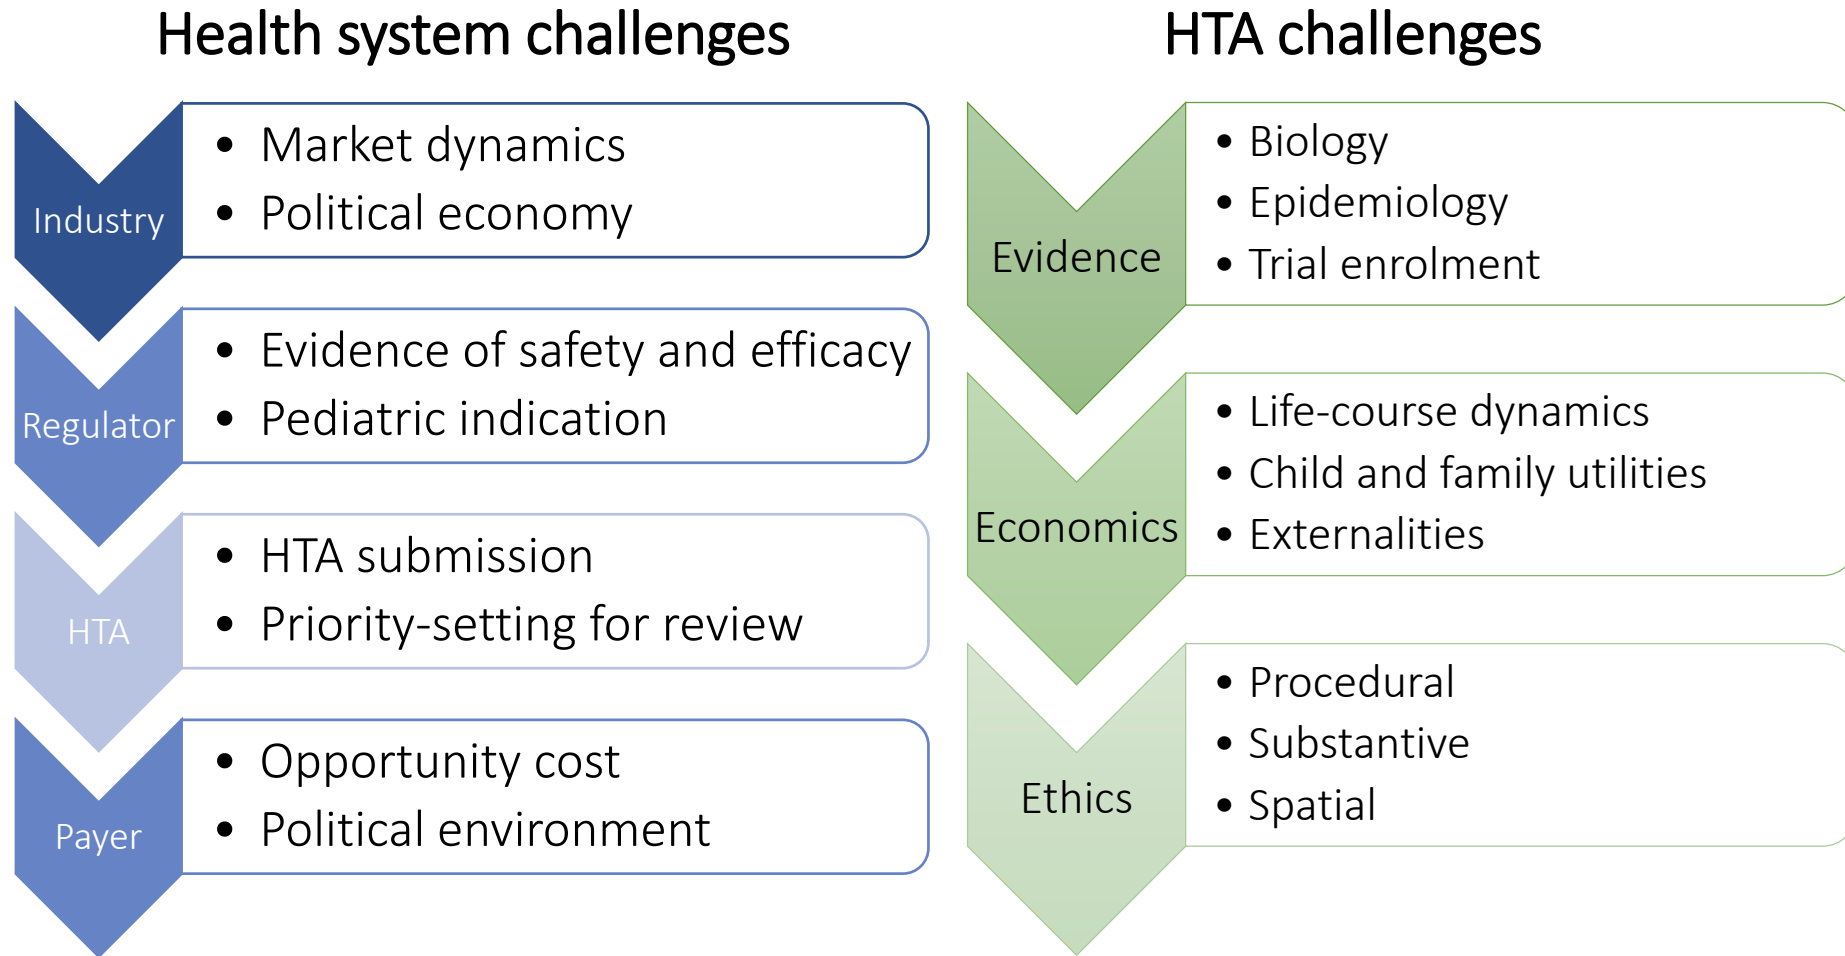 Health system challenges
Industry
• Market dynamics
• Political economy
Regulator
• Evidence of safety and efficacy
• Pediatric indication
HTA
• HTA submission
• Priority-setting for review
Payer
• Opportunity cost
• Political environment
HTA challenges
Evidence
• Biology
• Epidemiology
• Trial enrolment
Economics
• Life-course dynamics
• Child and family utilities
• Externalities
Ethics
• Procedural
• Substantive
• Spatial